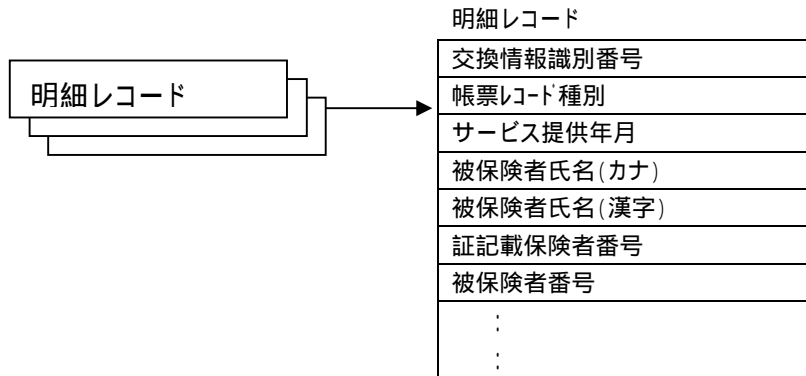 明細レコード
明細レコード
交換情報識別番号
帳票ﾚｺｰﾄﾞ種別
サービス提供年月
被保険者氏名(カナ)
被保険者氏名(漢字)
証記載保険者番号
被保険者番号
:
: